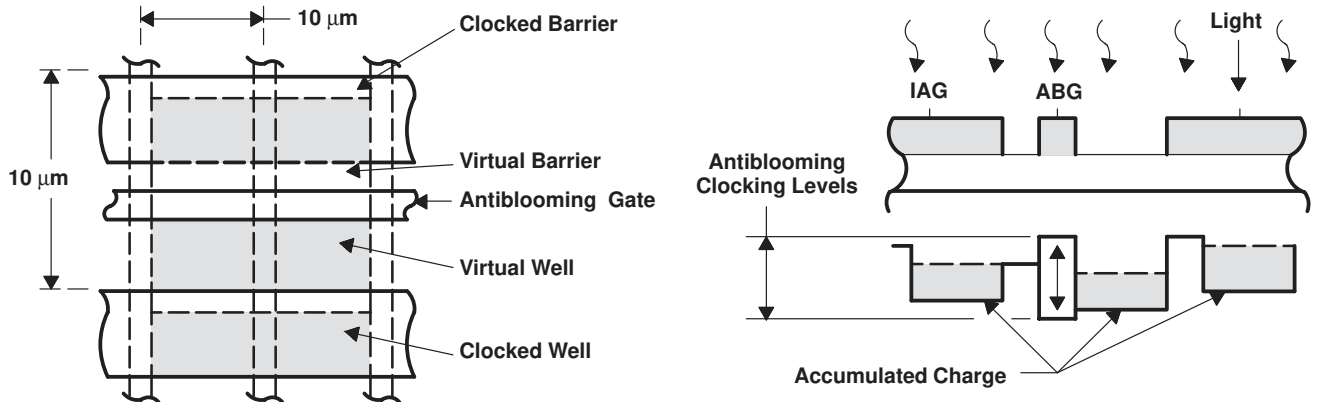 10 μm
Clocked Barrier
10 μm
Virtual Barrier
Antiblooming Gate
Virtual Well
Clocked Well
Light
IAG
ABG
Antiblooming
Clocking Levels
Accumulated Charge